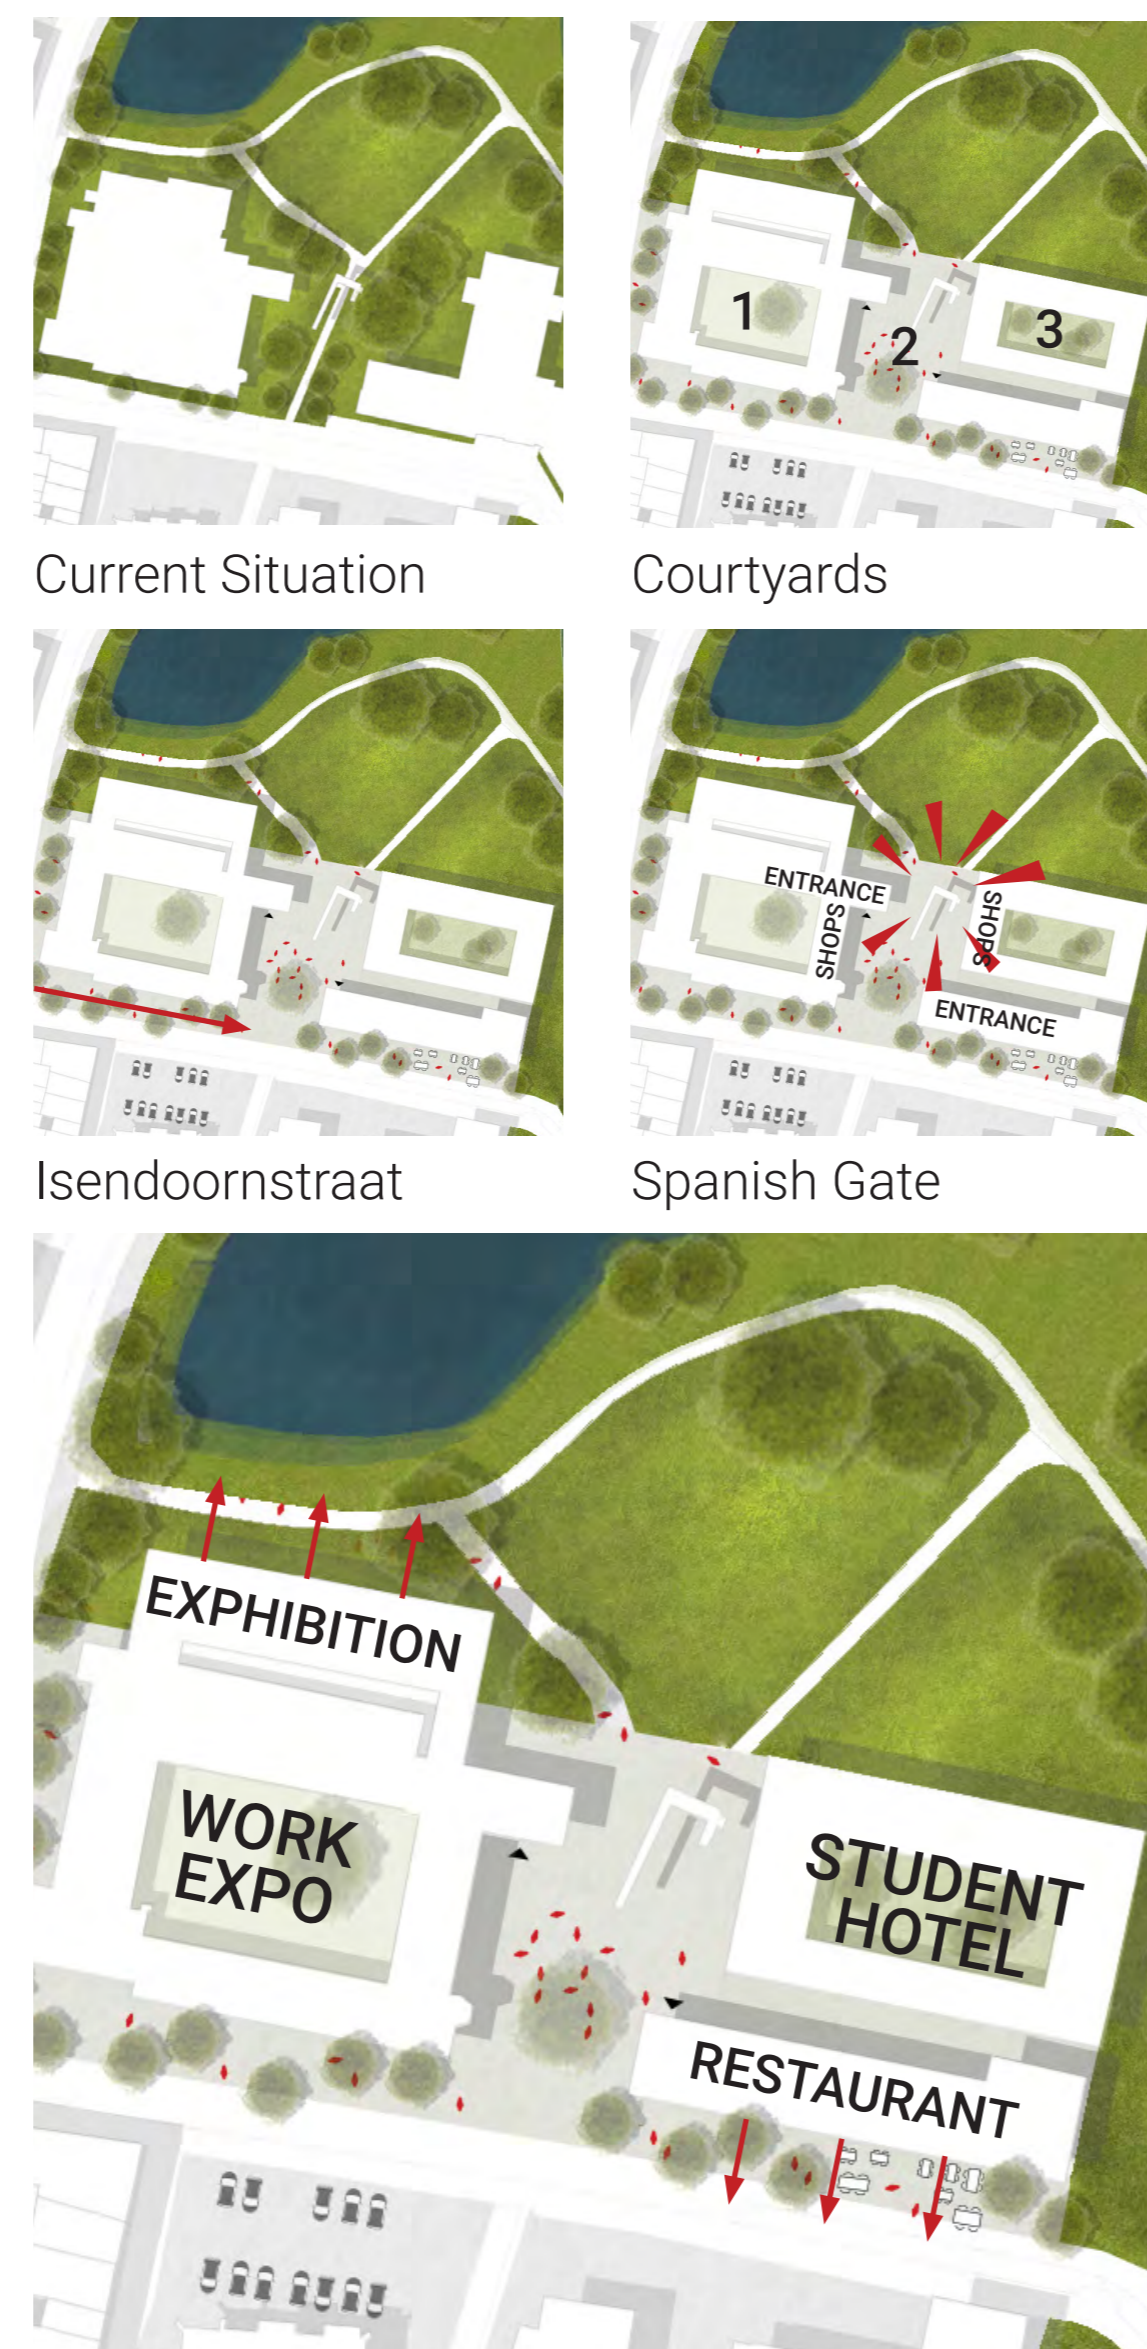 1
2
3
Current Situation
Courtyards
ENTRANCE
SHOPS
SHOPS
ENTRANCE
Isendoornstraat
Spanish Gate
EXPHIBITION
WORK
EXPO
STUDENT
HOTEL
RESTAURANT